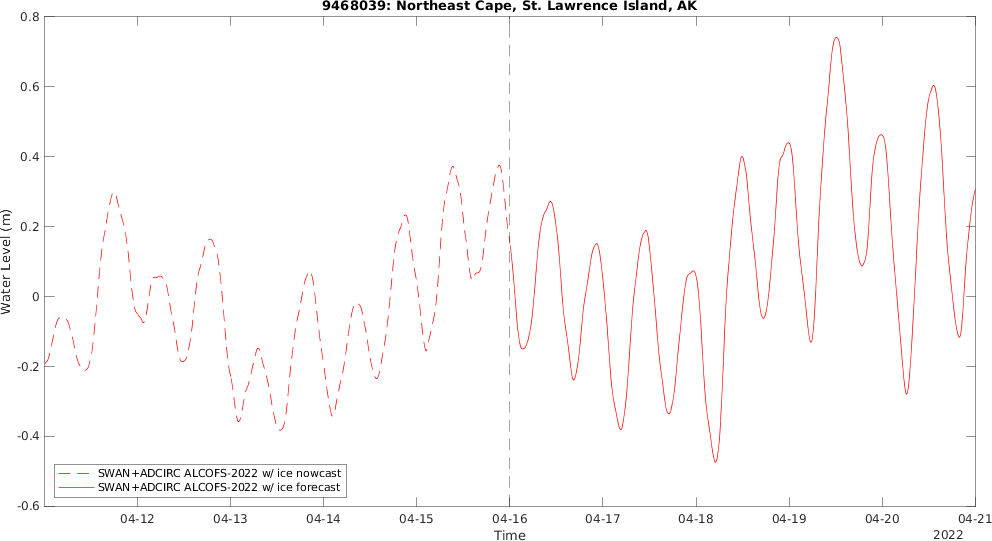 9468039: Northeast Cape, St. Lawrence Island, AK
0.8
0.6
0.4
0.2
0
-0.2
-0.4
-0.6
Water Level (m)
SWAN+ADCIRC ALCOFS-2022 w/ ice nowcast
SWAN+ADCIRC ALCOFS-2022 w/ ice forecast
04-12 04-13 04-14 04-15 04-16 04-17 04-18 04-19 04-20 04-21
Time
2022